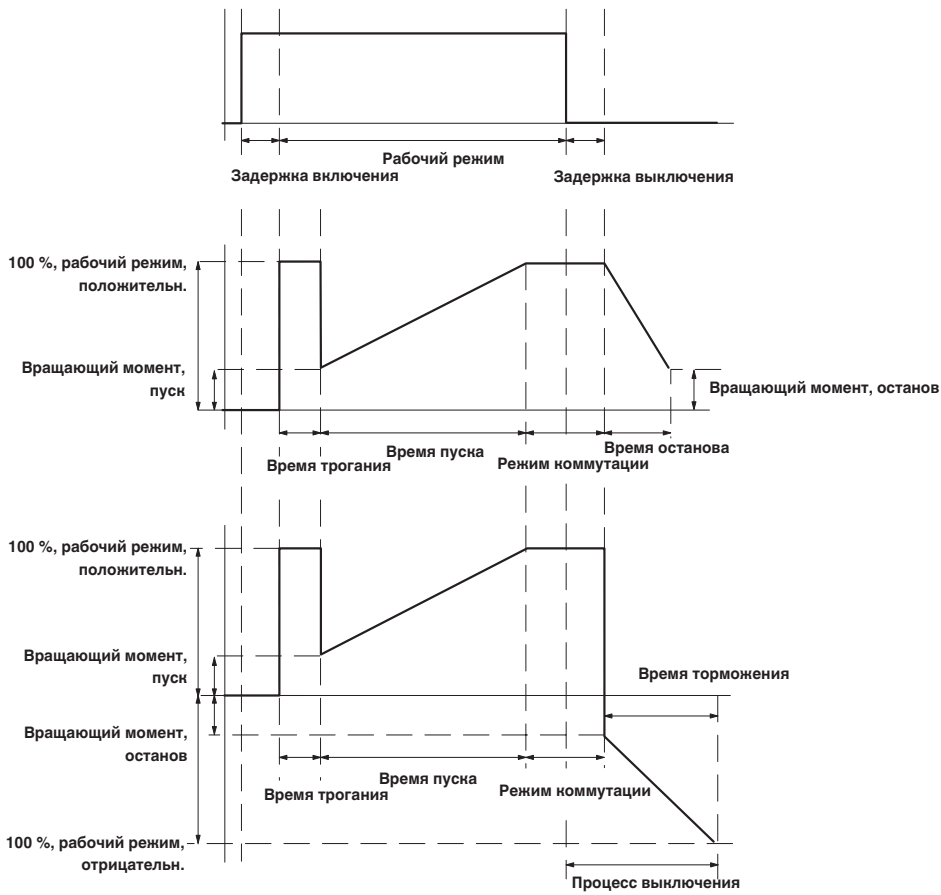 Рабочий режим
Задержка включения
Задержка выключения
100 %, рабочий режим,
положительн.
Вращающий момент,
пуск
Вращающий момент, останов
Время трогания
Время пуска
Режим коммутации
Время останова
100 %, рабочий режим,
положительн.
Вращающий момент,
пуск
Время торможения
Вращающий момент,
останов
Время трогания
Время пуска
Режим коммутации
100 %, рабочий режим,
отрицательн.
Процесс выключения